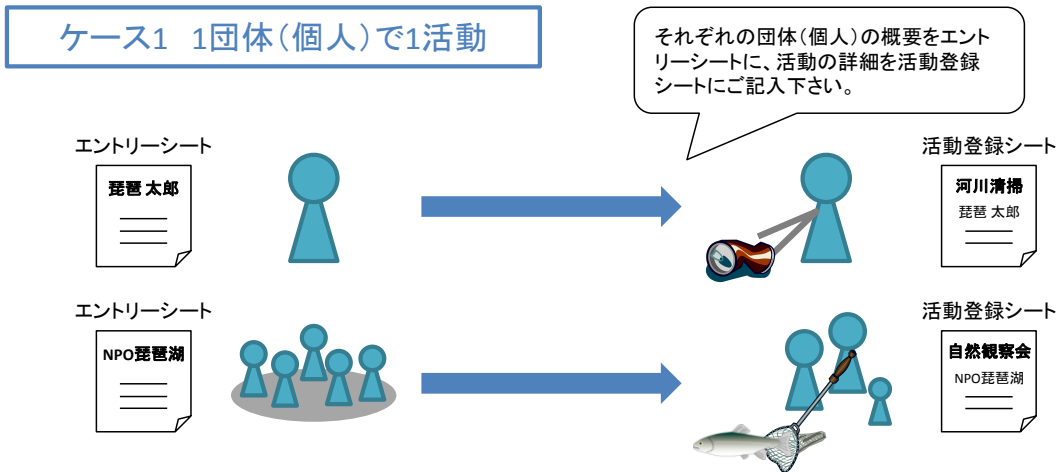 ケース1 1団体(個人)で1活動
それぞれの団体(個人)の概要をエント
リーシートに、活動の詳細を活動登録
シートにご記入下さい。
エントリーシート
琵琶 太郎
活動登録シート
河川清掃
琵琶 太郎
エントリーシート
NPO琵琶湖
活動登録シート
自然観察会
NPO琵琶湖